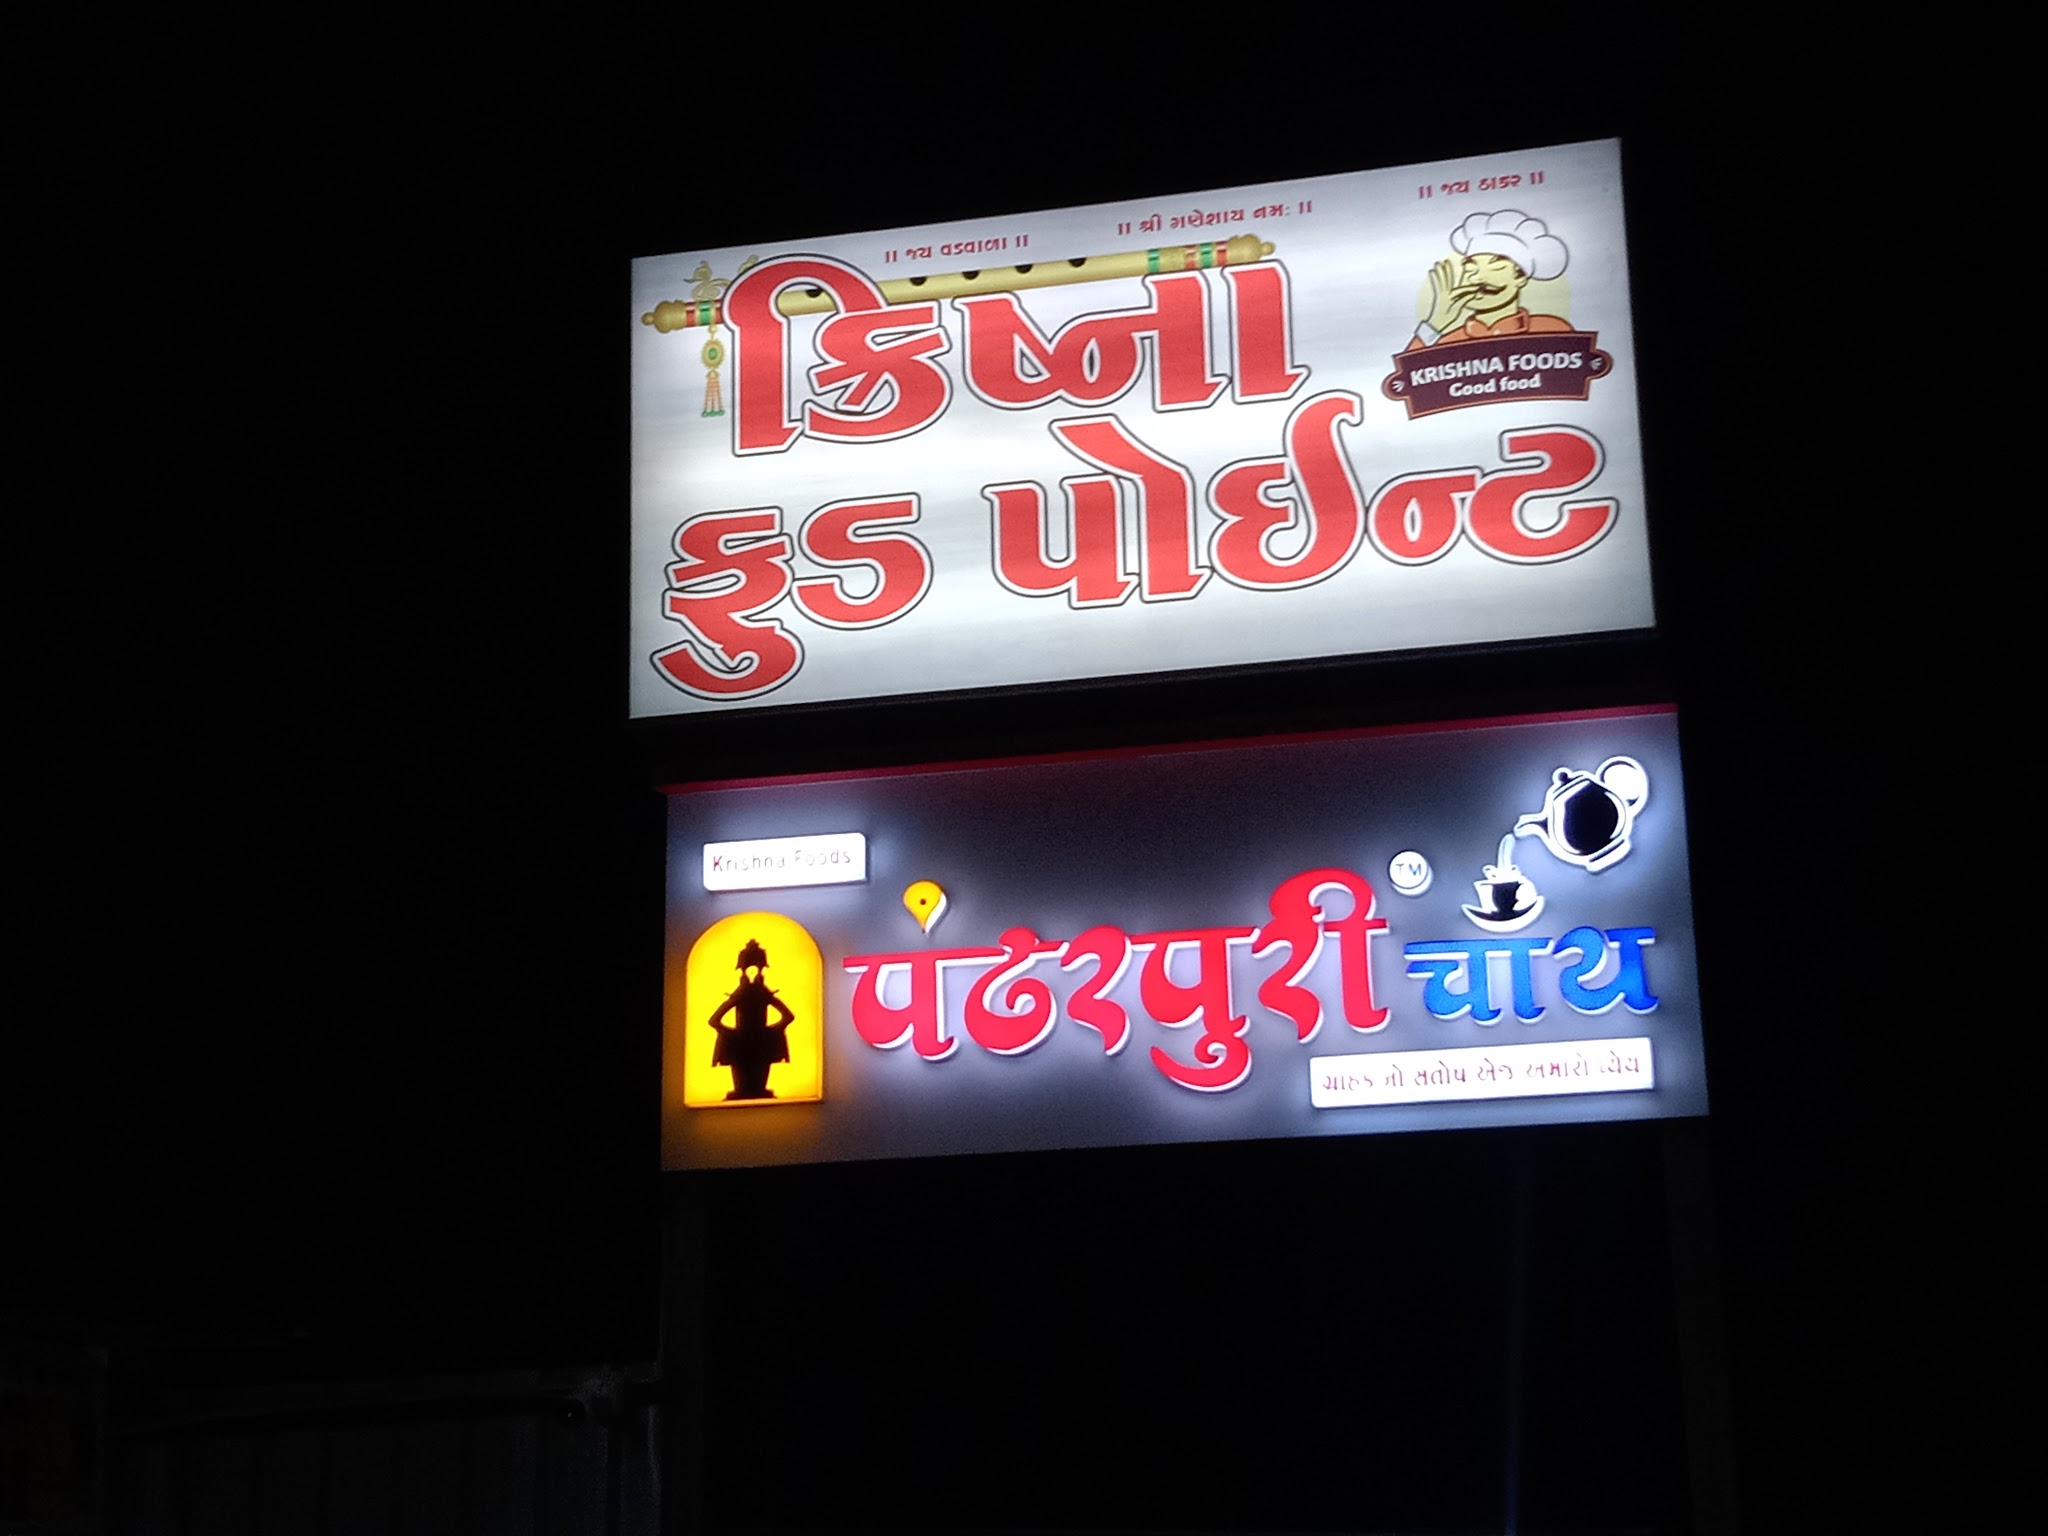 ॥ જય વડવાળા ॥ ॥ શ્રી ગણેશાય નમઃ ॥ ॥ જય ઠાકર ॥
ક્રિષ્ના
KRISHNA FOODS
Good food
ફુડ પોઈન્ટ
Krishna Foods
TM
पंढरपुरी चाय
ગ્રાહક નો સંતોષ એજ અમારો ધ્યેય